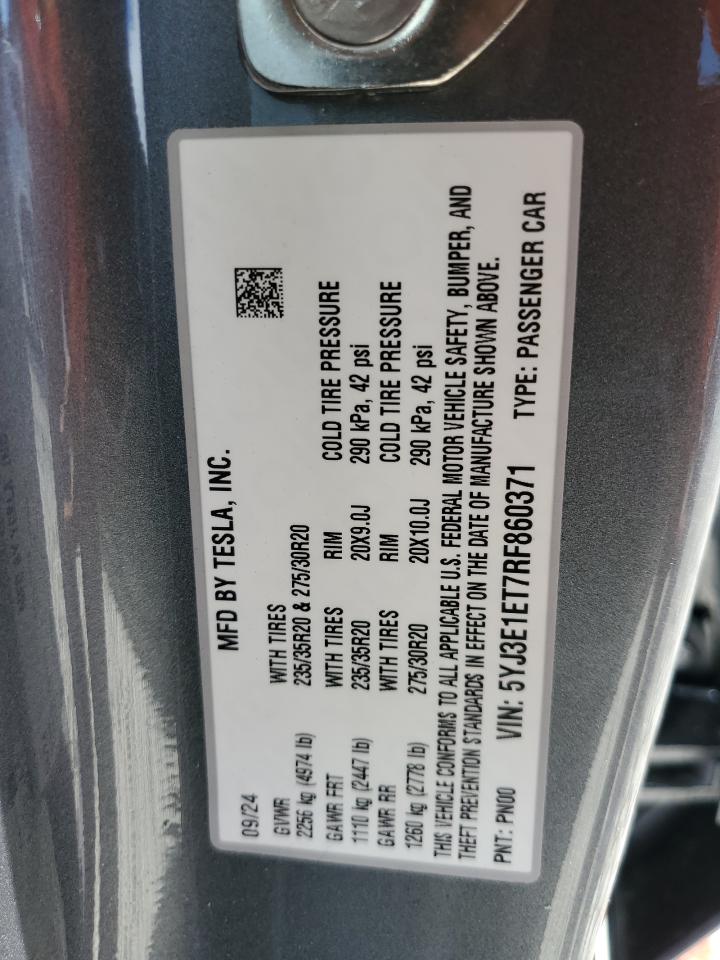 MFD BY TESLA, INC.
09/24
GVWR WITH TIRES
2256 kg (4974 lb) 235/35R20 & 275/30R20
GAWR FRT WITH TIRES RIM COLD TIRE PRESSURE
1110 kg (2447 lb) 235/35R20 20X9.0J 290 kPa, 42 psi
GAWR RR WITH TIRES RIM COLD TIRE PRESSURE
1260 kg (2778 lb) 275/30R20 20X10.0J 290 kPa, 42 psi
THIS VEHICLE CONFORMS TO ALL APPLICABLE U.S. FEDERAL MOTOR VEHICLE SAFETY, BUMPER, AND
THEFT PREVENTION STANDARDS IN EFFECT ON THE DATE OF MANUFACTURE SHOWN ABOVE.
PNT: PN00 VIN: 5YJ3E1ET7RF860371 TYPE: PASSENGER CAR